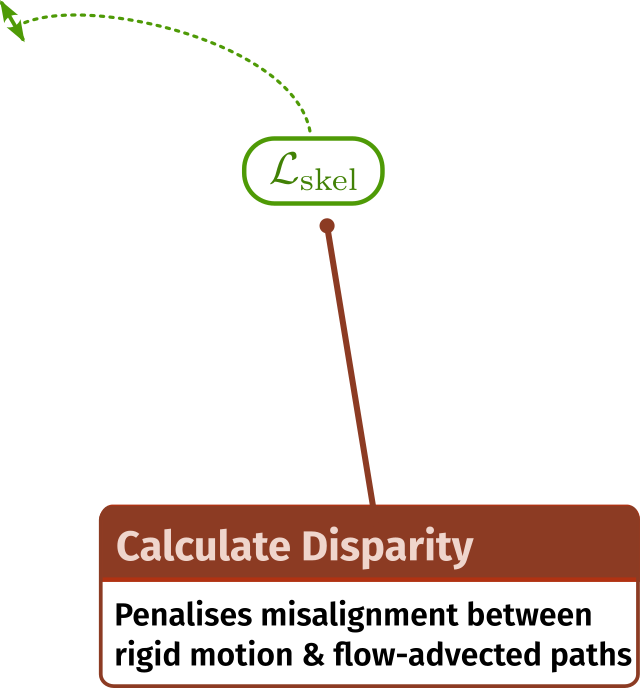 ℒskel
Calculate Disparity
Penalises misalignment between
rigid motion & flow-advected paths